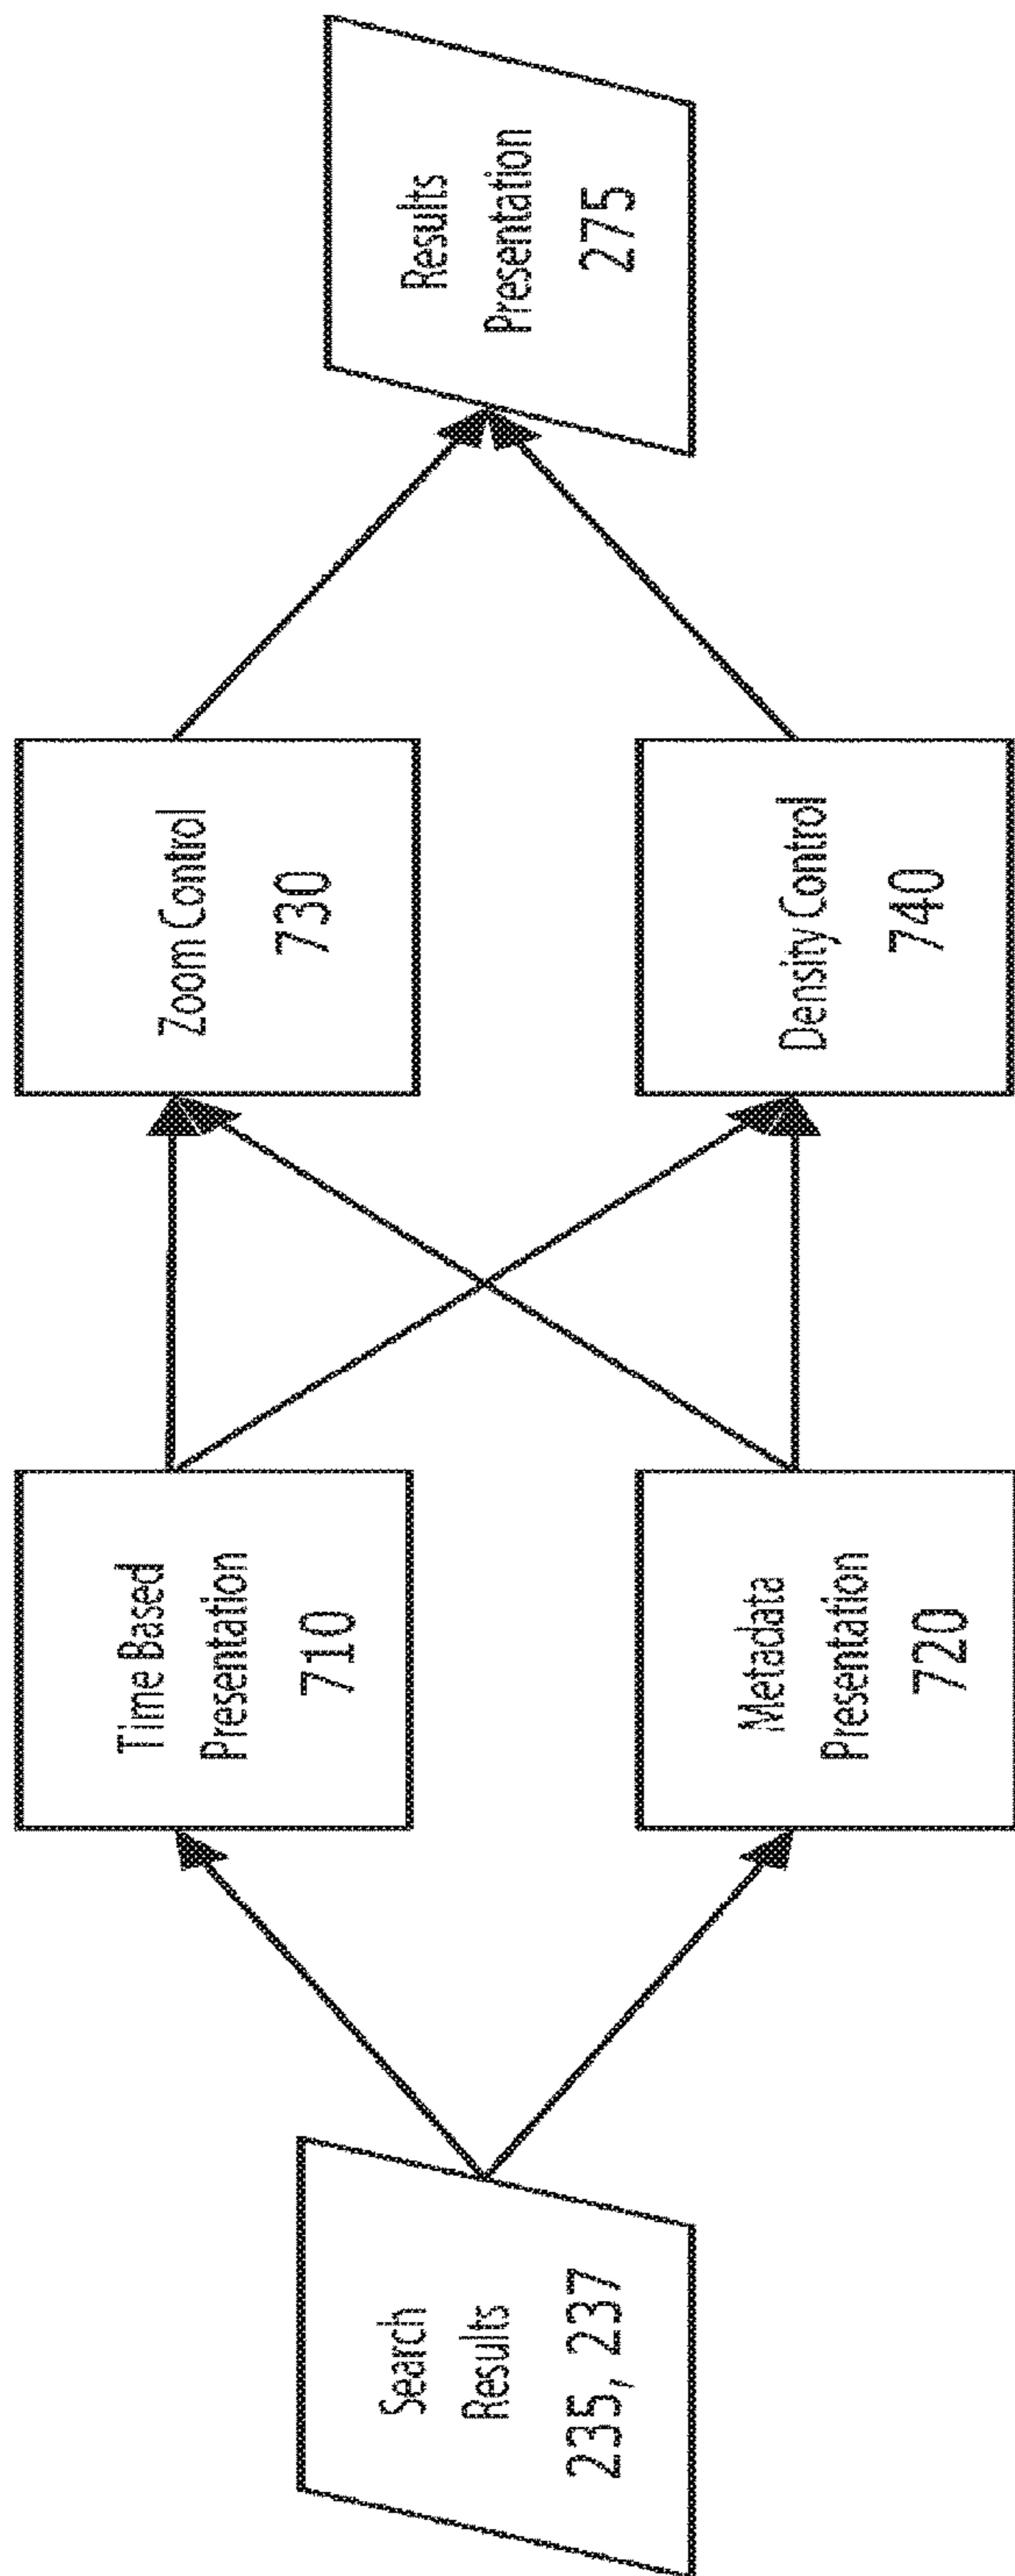 Search
Results
235, 237
Time Based
Presentation
710
Metadata
Presentation
720
Zoom Control
730
Density Control
740
Results
Presentation
275